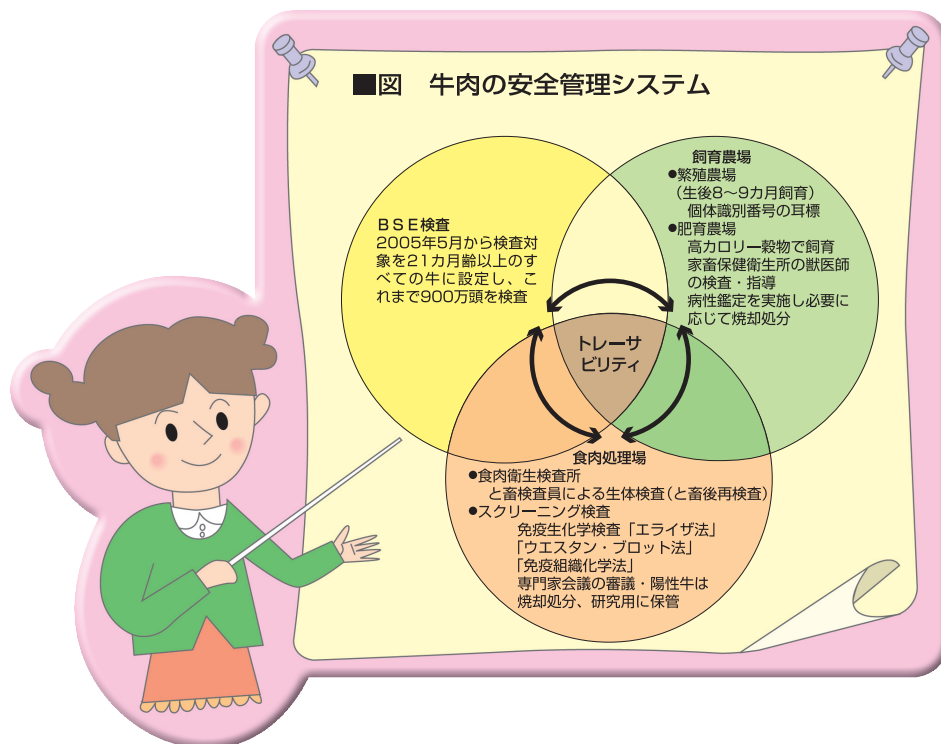 ■図　牛肉の安全管理システム
BSE検査
2005年5月から検査対
象を21カ月齢以上のす
べての牛に設定し、こ
れまで900万頭を検査
飼育農場
●繁殖農場
（生後8〜9カ月飼育）
個体識別番号の耳標
●肥育農場
高カロリー穀物で飼育
家畜保健衛生所の獣医師
の検査・指導
病性鑑定を実施し必要に
応じて焼却処分
トレーサ
ビリティ
食肉処理場
●食肉衛生検査所
と畜検査員による生体検査（と畜後再検査）
●スクリーニング検査
免疫生化学検査「エライザ法」
「ウエスタン・ブロット法」
「免疫組織化学法」
専門家会議の審議・陽性牛は
焼却処分、研究用に保管